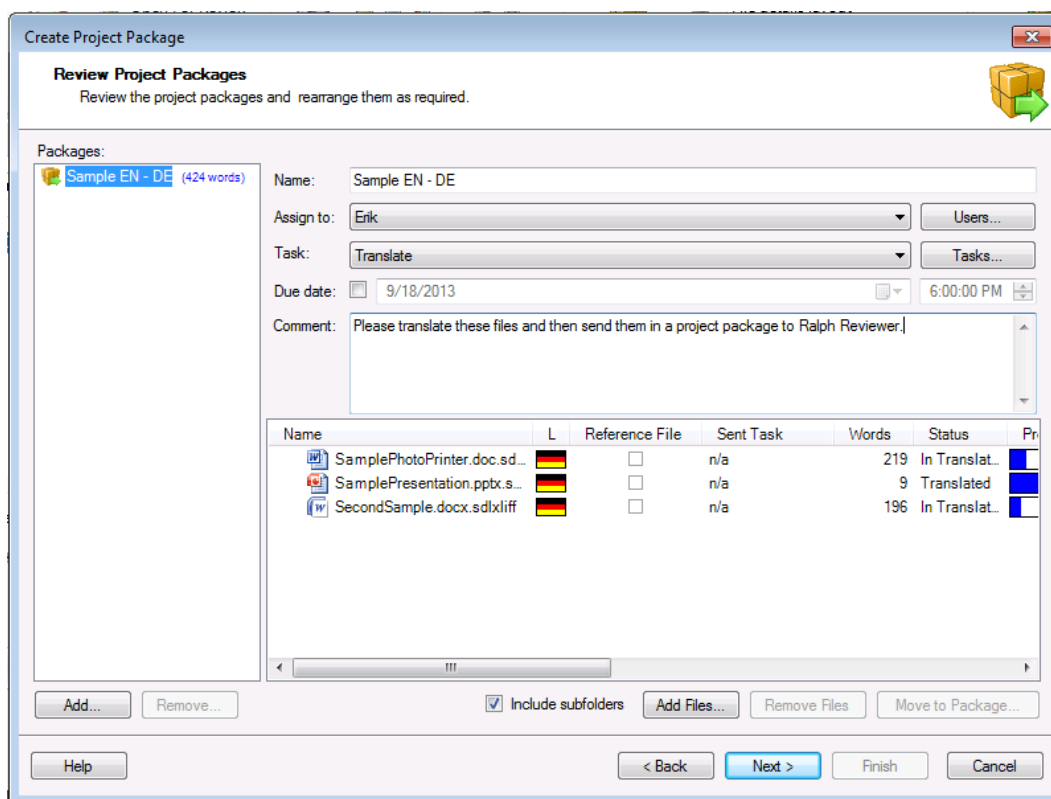 Create Project Package
Review Project Packages
Review the project packages and rearrange them as required.
Packages:
Sample EN - DE (424 words)
Name: Sample EN - DE
Assign to: Erik Users...
Task: Translate Tasks...
Due date: 9/18/2013 6:00:00 PM
Comment: Please translate these files and then send them in a project package to Ralph Reviewer.
Name L Reference File Sent Task Words Status Pr
SamplePhotoPrinter.doc.sd... n/a 219 In Translat...
SamplePresentation.pptx.s... n/a 9 Translated
SecondSample.docx.sdlxliff n/a 196 In Translat...
Add... Remove... Include subfolders Add Files... Remove Files Move to Package...
Help < Back Next > Finish Cancel